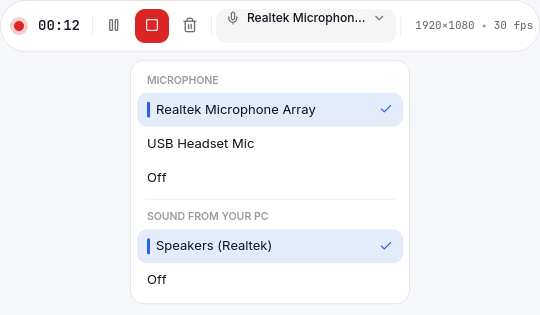 00:12
Realtek Microphon...
1920×1080 • 30 fps
MICROPHONE
Realtek Microphone Array
USB Headset Mic
Off
SOUND FROM YOUR PC
Speakers (Realtek)
Off